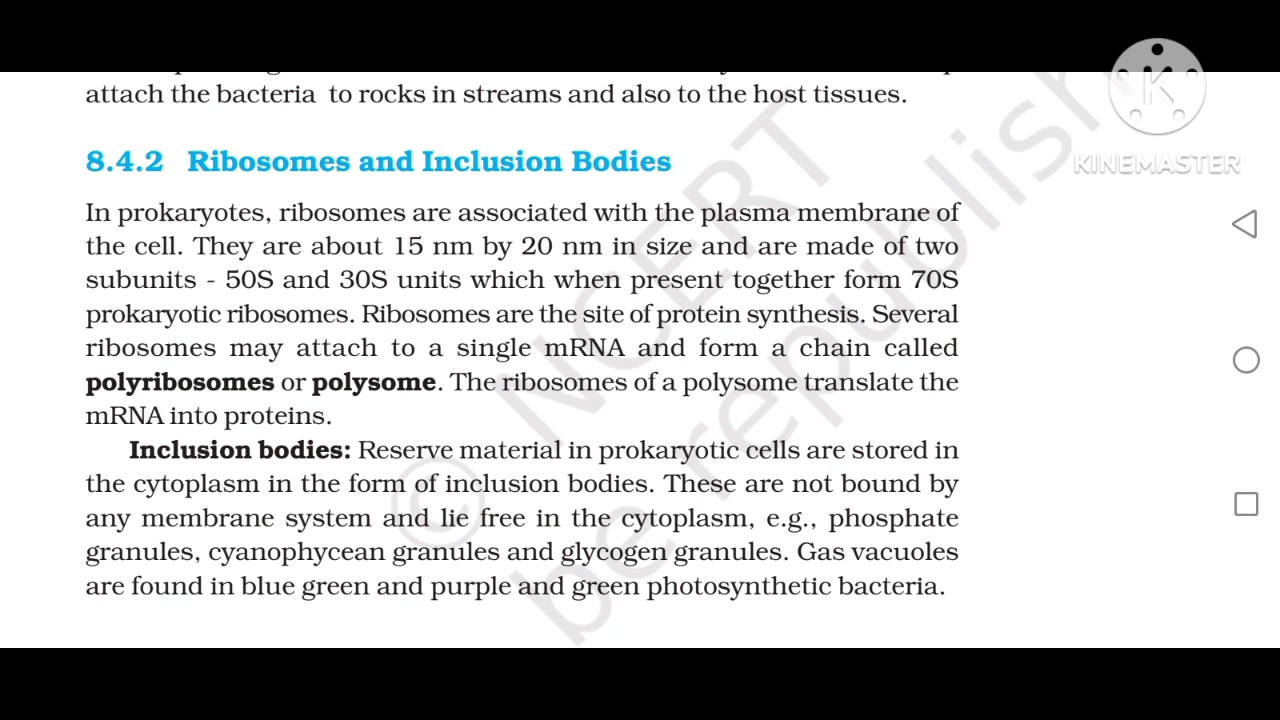 attach the bacteria to rocks in streams and also to the host tissues.
8.4.2 Ribosomes and Inclusion Bodies
In prokaryotes, ribosomes are associated with the plasma membrane of
the cell. They are about 15 nm by 20 nm in size and are made of two
subunits - 50S and 30S units which when present together form 70S
prokaryotic ribosomes. Ribosomes are the site of protein synthesis. Several
ribosomes may attach to a single mRNA and form a chain called
polyribosomes or polysome. The ribosomes of a polysome translate the
mRNA into proteins.
Inclusion bodies: Reserve material in prokaryotic cells are stored in
the cytoplasm in the form of inclusion bodies. These are not bound by
any membrane system and lie free in the cytoplasm, e.g., phosphate
granules, cyanophycean granules and glycogen granules. Gas vacuoles
are found in blue green and purple and green photosynthetic bacteria.
© NCERT
be republish
K
KINEMASTER